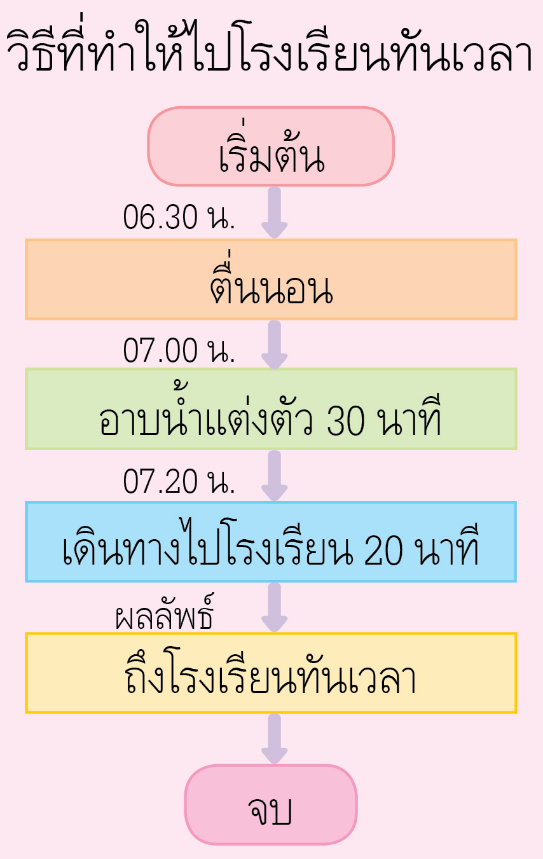 วิธีที่ทำให้ไปโรงเรียนทันเวลา
เริ่มต้น
06.30 น.
ตื่นนอน
07.00 น.
อาบน้ำแต่งตัว 30 นาที
07.20 น.
เดินทางไปโรงเรียน 20 นาที
ผลลัพธ์
ถึงโรงเรียนทันเวลา
จบ